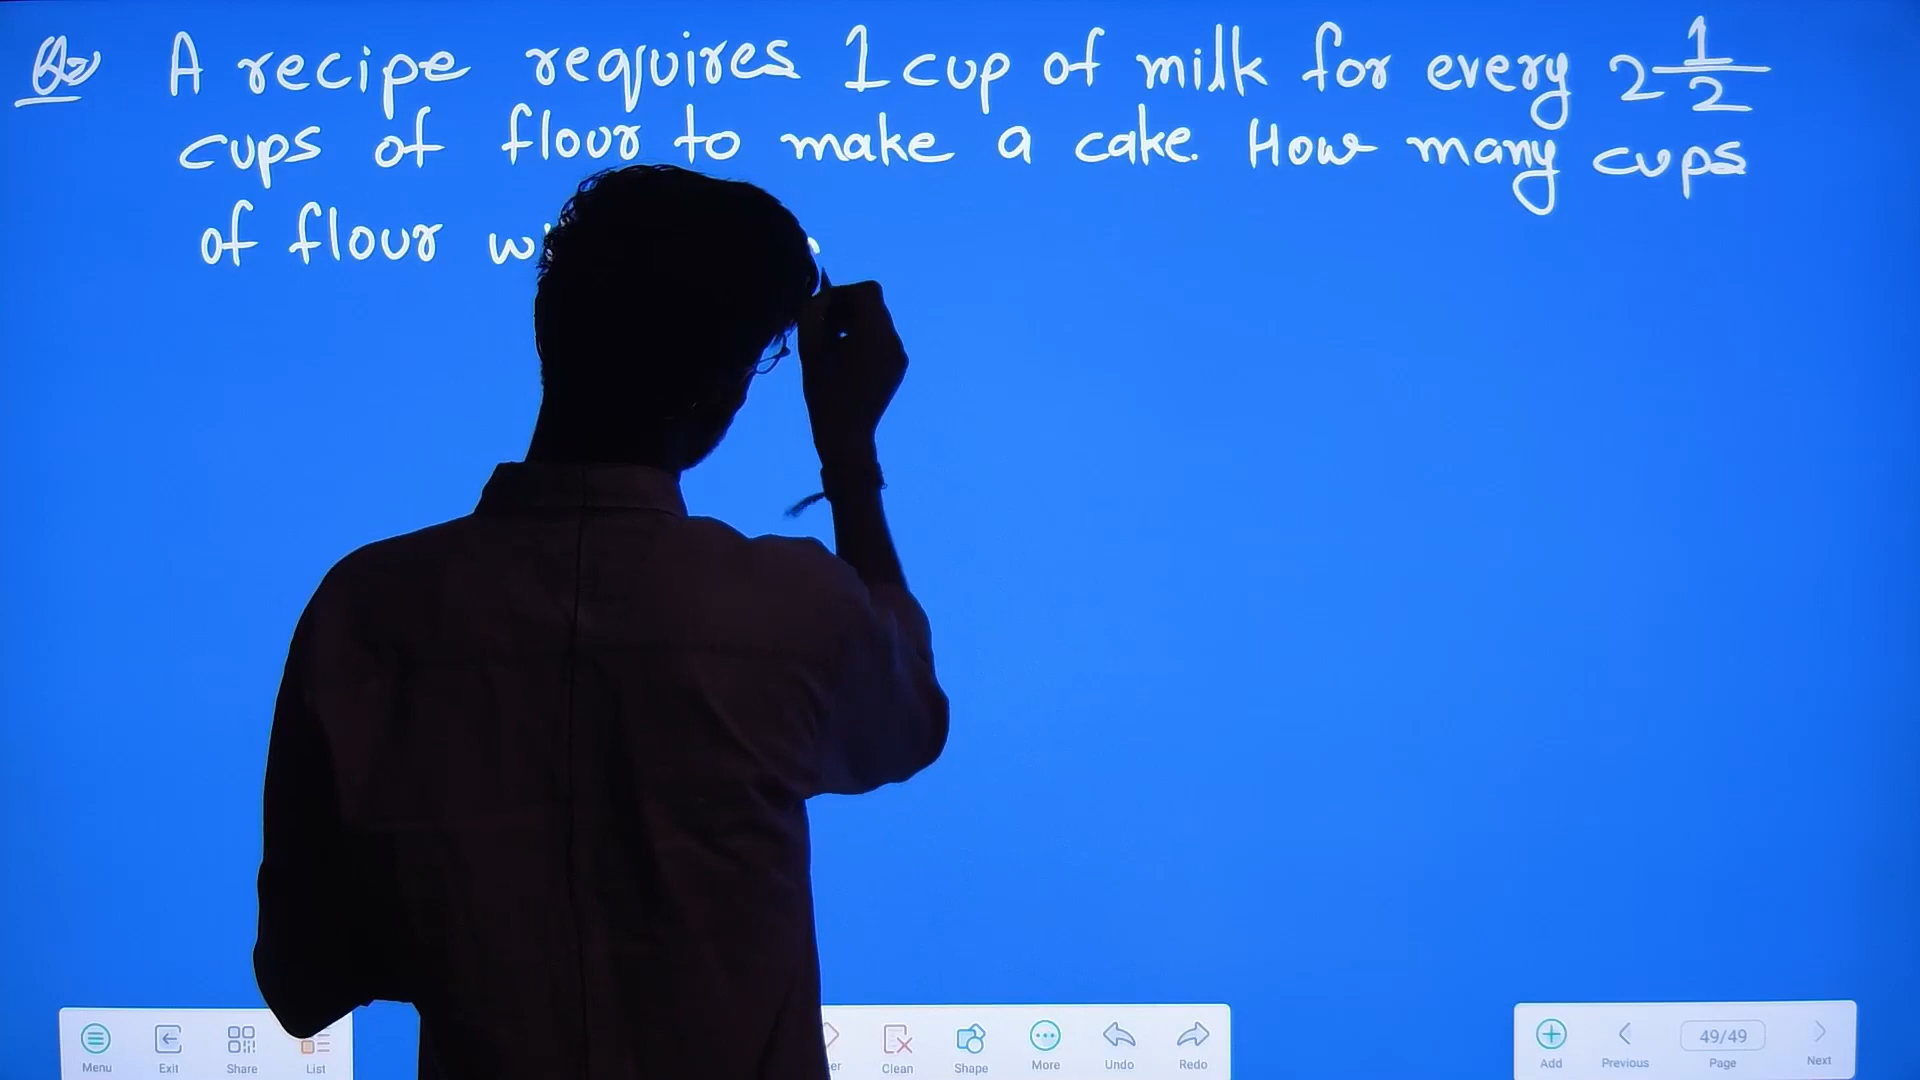 Q. A recipe requires 1 cup of milk for every 2 1/2
cups of flour to make a cake. How many cups
of flour
Menu Exit Share List Clean Shape More Undo Redo Add Previous 49/49 Page Next